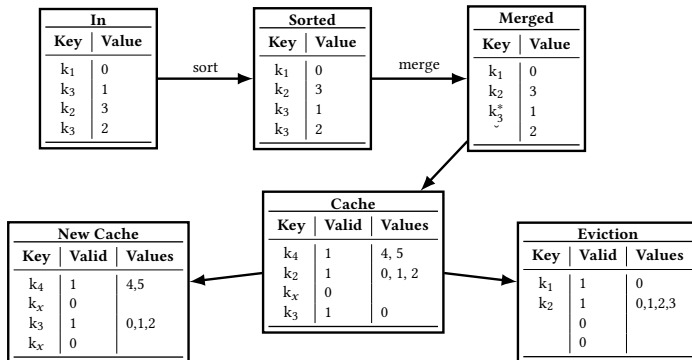 In
Key Value
k₁ 0
k₃ 1
k₂ 3
k₃ 2
sort
Sorted
Key Value
k₁ 0
k₂ 3
k₃ 1
k₃ 2
merge
Merged
Key Value
k₁ 0
k₂ 3
k₃* 1
˘ 2
Cache
Key Valid Values
k₄ 1 4, 5
k₂ 1 0, 1, 2
kₓ 0
k₃ 1 0
New Cache
Key Valid Values
k₄ 1 4,5
kₓ 0
k₃ 1 0,1,2
kₓ 0
Eviction
Key Valid Values
k₁ 1 0
k₂ 1 0,1,2,3
0
0